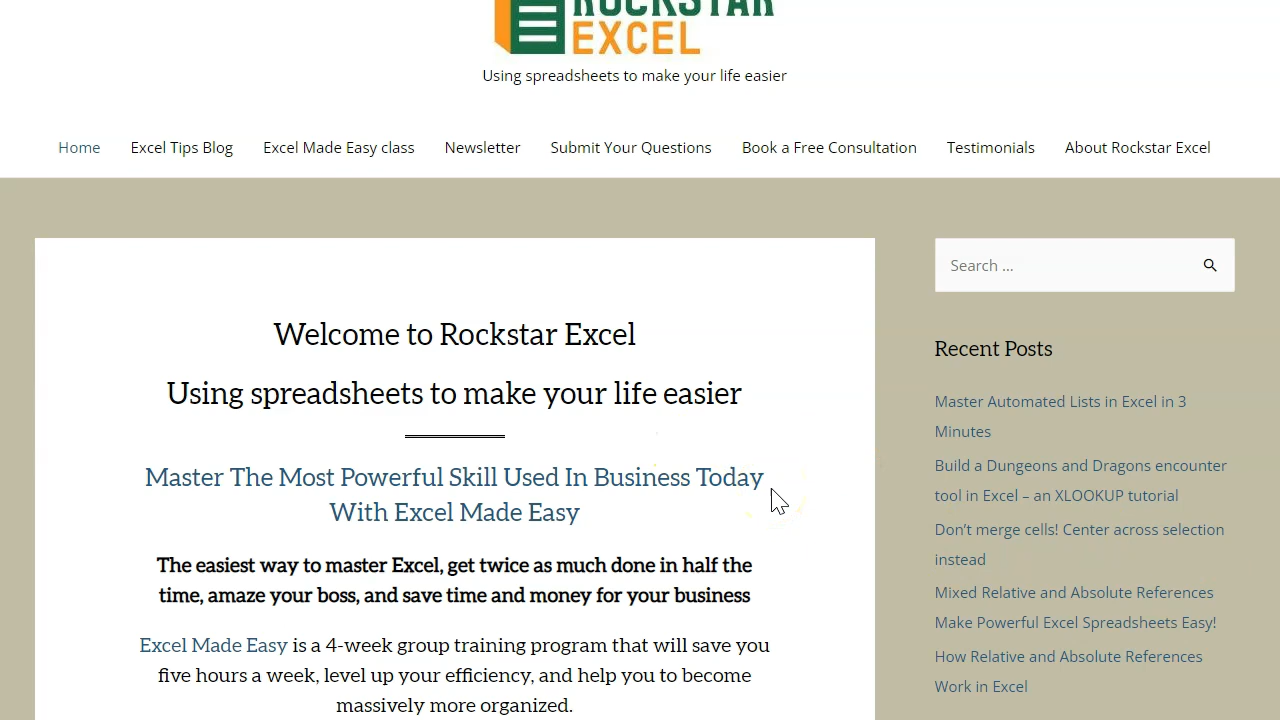 ROCKSTAR
EXCEL
Using spreadsheets to make your life easier
Home Excel Tips Blog Excel Made Easy class Newsletter Submit Your Questions Book a Free Consultation Testimonials About Rockstar Excel
Welcome to Rockstar Excel
Using spreadsheets to make your life easier
Master The Most Powerful Skill Used In Business Today
With Excel Made Easy
The easiest way to master Excel, get twice as much done in half the
time, amaze your boss, and save time and money for your business
Excel Made Easy is a 4-week group training program that will save you
five hours a week, level up your efficiency, and help you to become
massively more organized.
Search ...
Recent Posts
Master Automated Lists in Excel in 3
Minutes
Build a Dungeons and Dragons encounter
tool in Excel – an XLOOKUP tutorial
Don’t merge cells! Center across selection
instead
Mixed Relative and Absolute References
Make Powerful Excel Spreadsheets Easy!
How Relative and Absolute References
Work in Excel